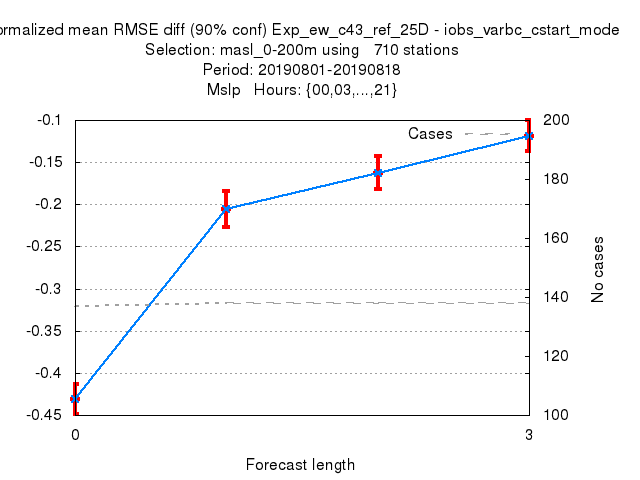 ormalized mean RMSE diff (90% conf) Exp_ew_c43_ref_25D - iobs_varbc_cstart_mode
Selection: masl_0-200m using 710 stations
Period: 20190801-20190818
Mslp Hours: {00,03,...,21}
-0.1
-0.15
-0.2
-0.25
-0.3
-0.35
-0.4
-0.45
Cases
200
180
160
140
120
100
No cases
0
3
Forecast length